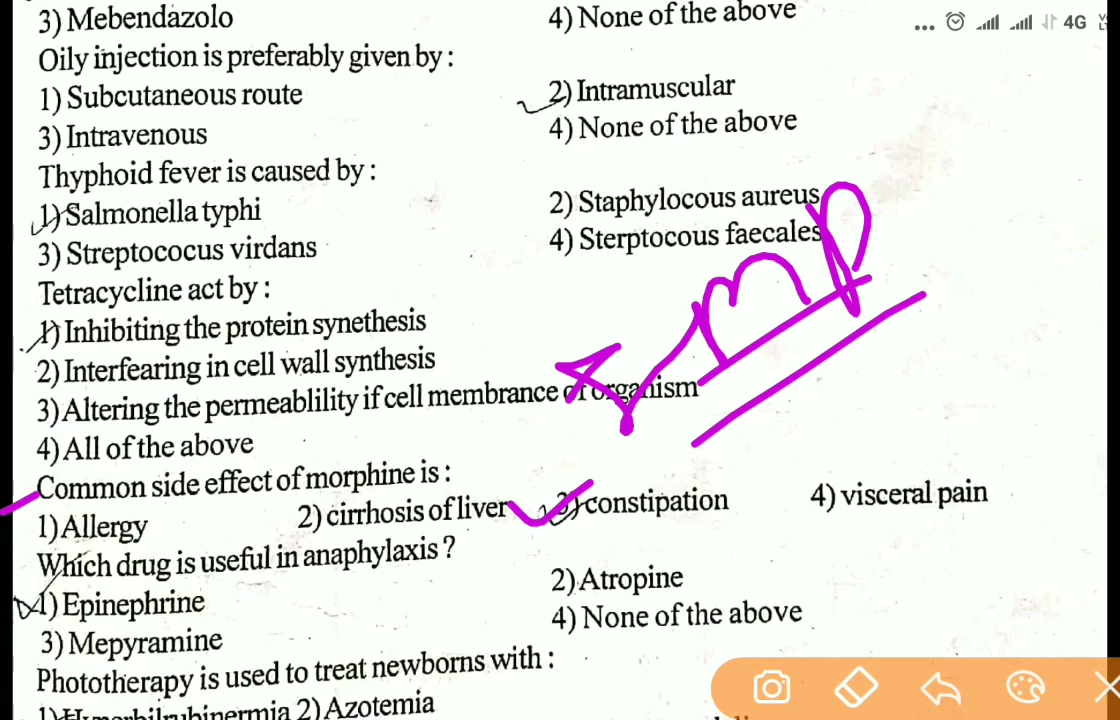 3) Mebendazolo 4) None of the above
... 4G
Oily injection is preferably given by :
1) Subcutaneous route 2) Intramuscular
3) Intravenous 4) None of the above
Thyphoid fever is caused by :
1) Salmonella typhi 2) Staphylocous aureus
3) Streptococus virdans 4) Sterptocous faecales
Tetracycline act by :
1) Inhibiting the protein synethesis
2) Interfearing in cell wall synthesis
3) Altering the permeablility if cell membrance of organism
4) All of the above
Imp
Common side effect of morphine is :
1) Allergy 2) cirrhosis of liver 3) constipation 4) visceral pain
Which drug is useful in anaphylaxis ?
1) Epinephrine 2) Atropine
3) Mepyramine 4) None of the above
Phototherapy is used to treat newborns with :
1) 2) Azotemia